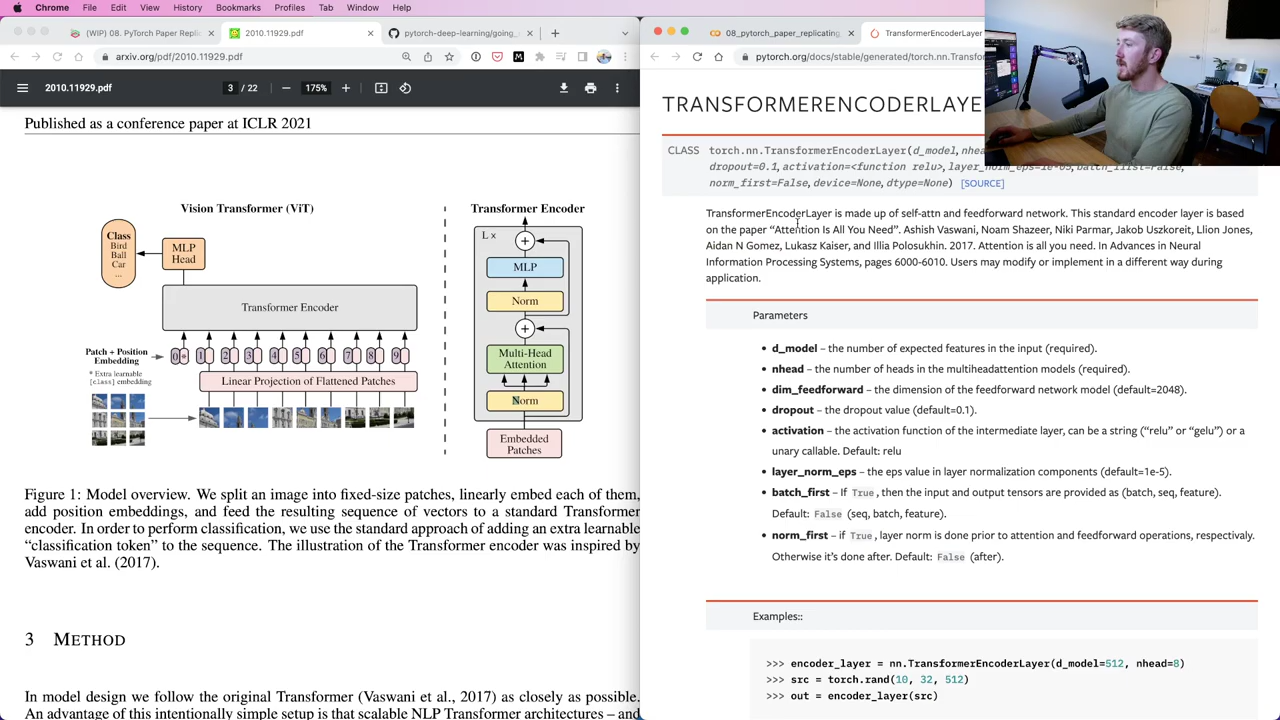 Chrome File Edit View History Bookmarks Profiles Tab Window Help
(WIP) 08. PyTorch Paper Repli
2010.11929.pdf
pytorch-deep-learning/going_
arxiv.org/pdf/2010.11929.pdf
2010.11929.pdf
3 / 22
175%
Published as a conference paper at ICLR 2021
Vision Transformer (ViT)
Class
Bird
Ball
Car
...
MLP
Head
Transformer Encoder
Patch + Position
Embedding
* Extra learnable
[class] embedding
0 * 1 2 3 4 5 6 7 8 9
Linear Projection of Flattened Patches
Transformer Encoder
L x
+
MLP
Norm
+
Multi-Head
Attention
Norm
Embedded
Patches
Figure 1: Model overview. We split an image into fixed-size patches, linearly embed each of them,
add position embeddings, and feed the resulting sequence of vectors to a standard Transformer
encoder. In order to perform classification, we use the standard approach of adding an extra learnable
“classification token” to the sequence. The illustration of the Transformer encoder was inspired by
Vaswani et al. (2017).
3 METHOD
In model design we follow the original Transformer (Vaswani et al., 2017) as closely as possible.
An advantage of this intentionally simple setup is that scalable NLP Transformer architectures – and
08_pytorch_paper_replicating
TransformerEncoderLayer
pytorch.org/docs/stable/generated/torch.nn.Transfo
TRANSFORMERENCODERLAYE
CLASS torch.nn.TransformerEncoderLayer(d_model, nhea
dropout=0.1, activation=<function relu>, layer_norm_eps=1e-05, batch_first=False,
norm_first=False, device=None, dtype=None) [SOURCE]
TransformerEncoderLayer is made up of self-attn and feedforward network. This standard encoder layer is based
on the paper “Attention Is All You Need”. Ashish Vaswani, Noam Shazeer, Niki Parmar, Jakob Uszkoreit, Llion Jones,
Aidan N Gomez, Lukasz Kaiser, and Illia Polosukhin. 2017. Attention is all you need. In Advances in Neural
Information Processing Systems, pages 6000-6010. Users may modify or implement in a different way during
application.
Parameters
• d_model – the number of expected features in the input (required).
• nhead – the number of heads in the multiheadattention models (required).
• dim_feedforward – the dimension of the feedforward network model (default=2048).
• dropout – the dropout value (default=0.1).
• activation – the activation function of the intermediate layer, can be a string (“relu” or “gelu”) or a
unary callable. Default: relu
• layer_norm_eps – the eps value in layer normalization components (default=1e-5).
• batch_first – If True, then the input and output tensors are provided as (batch, seq, feature).
Default: False (seq, batch, feature).
• norm_first – if True, layer norm is done prior to attention and feedforward operations, respectivaly.
Otherwise it’s done after. Default: False (after).
Examples::
>>> encoder_layer = nn.TransformerEncoderLayer(d_model=512, nhead=8)
>>> src = torch.rand(10, 32, 512)
>>> out = encoder_layer(src)